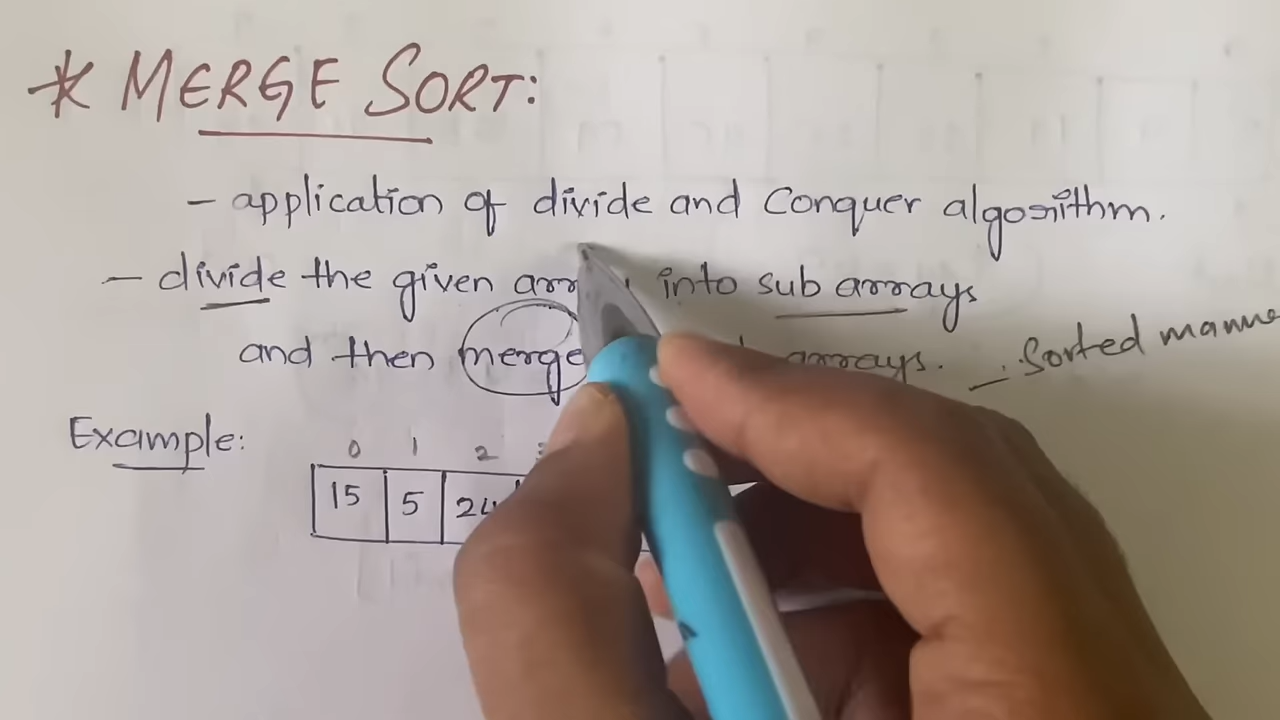 * MERGE SORT:
- application of divide and Conquer algorithm.
- divide the given into sub arrays
and then merge arrays. - Sorted
Example:
0 1 2
15 5